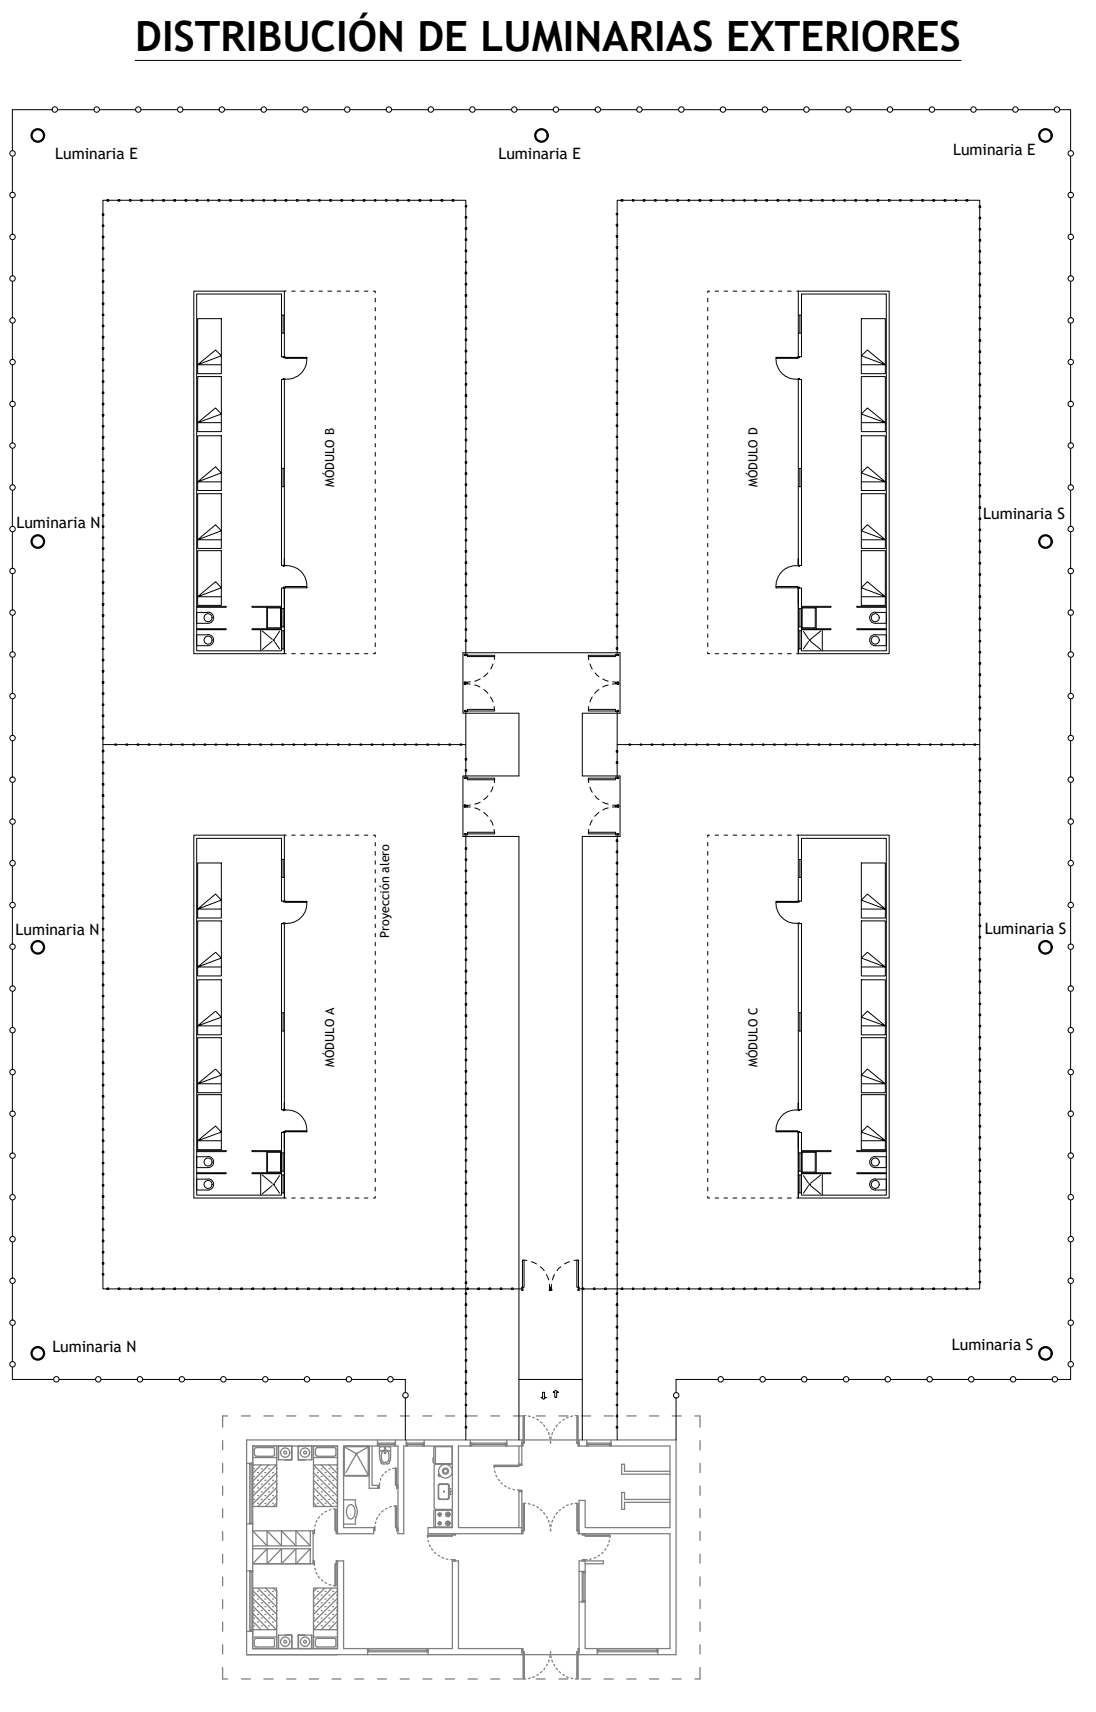 DISTRIBUCIÓN DE LUMINARIAS EXTERIORES
Luminaria E
Luminaria E
Luminaria E
MÓDULO B
MÓDULO D
Luminaria N
Luminaria S
Proyección alero
Luminaria N
Luminaria S
MÓDULO A
MÓDULO C
Luminaria N
Luminaria S